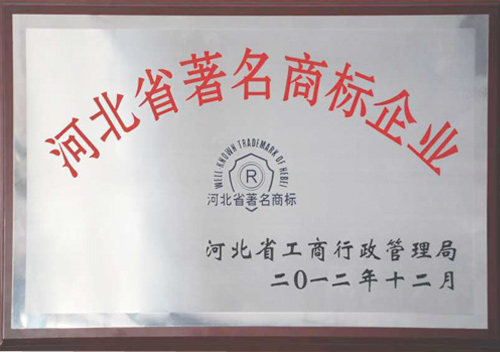 河北省著名商标企业
WELL KNOWN TRADEMARK OF HEBEI
R
河北省著名商标
河北省工商行政管理局
二〇一二年十二月